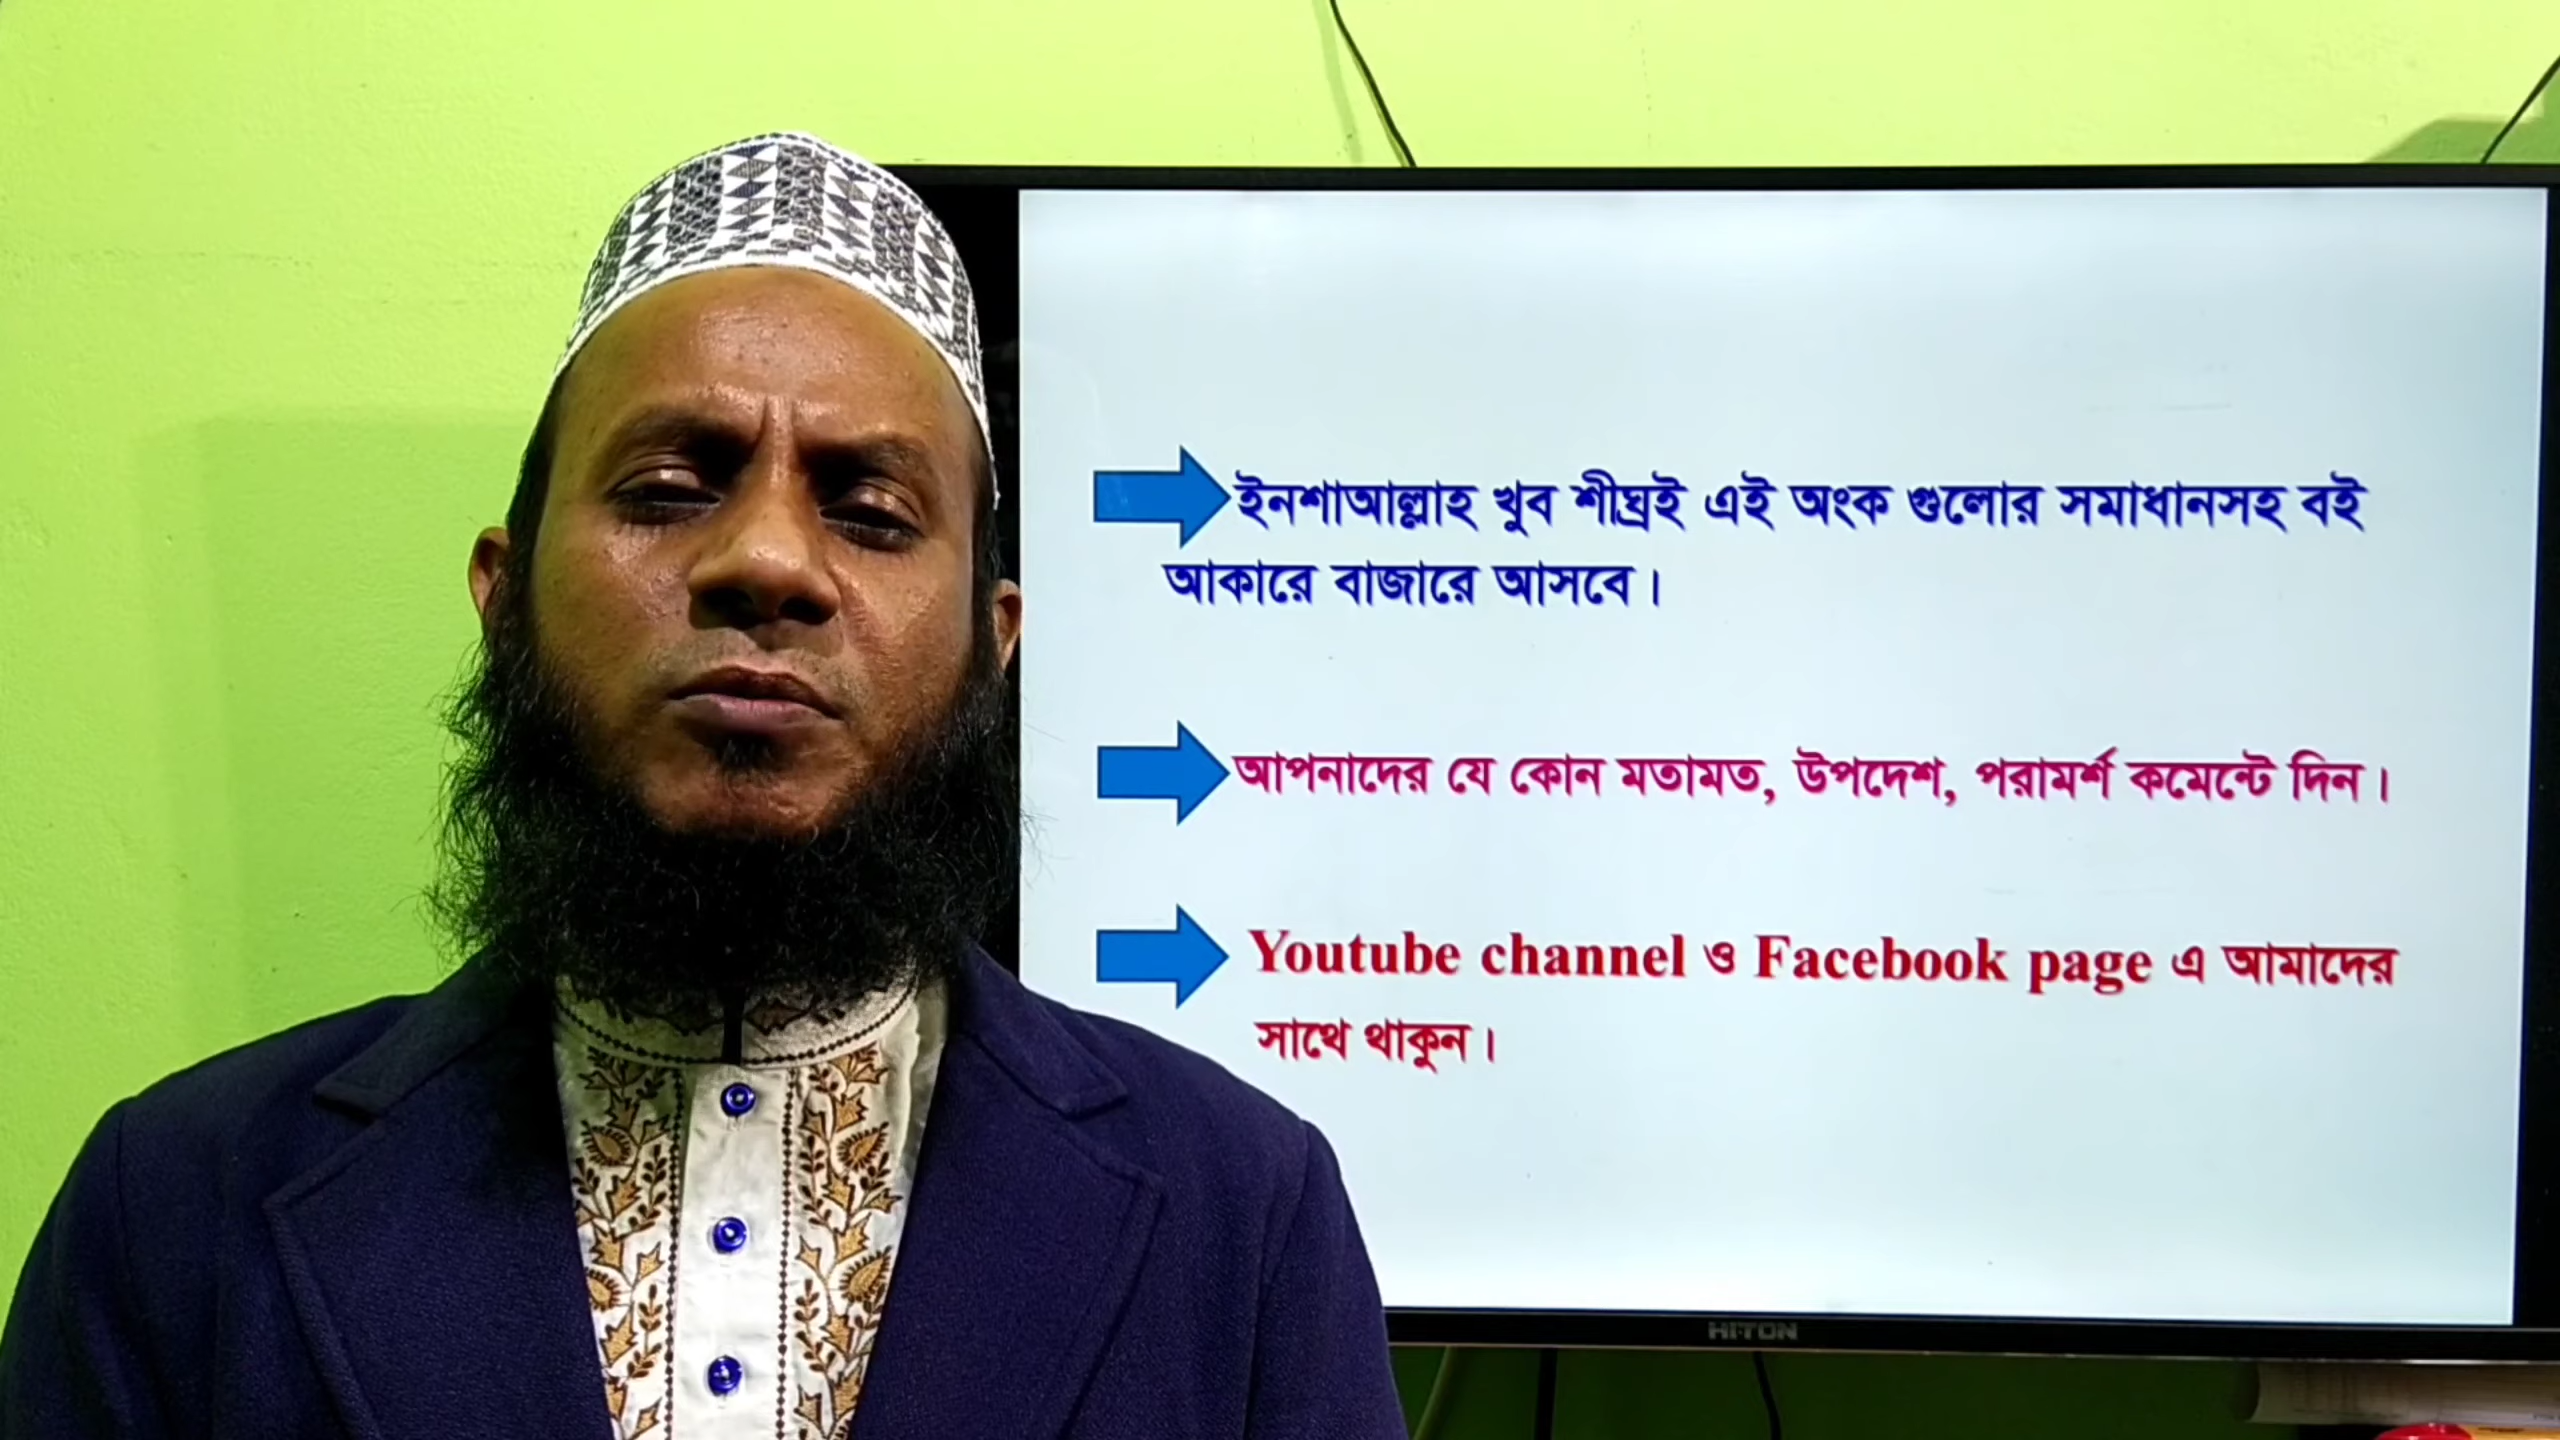 ইনশাআল্লাহ খুব শীঘ্রই এই অংক গুলোর সমাধানসহ বই
আকারে বাজারে আসবে।
আপনাদের যে কোন মতামত, উপদেশ, পরামর্শ কমেন্টে দিন।
Youtube channel ও Facebook page এ আমাদের
সাথে থাকুন।
HITON